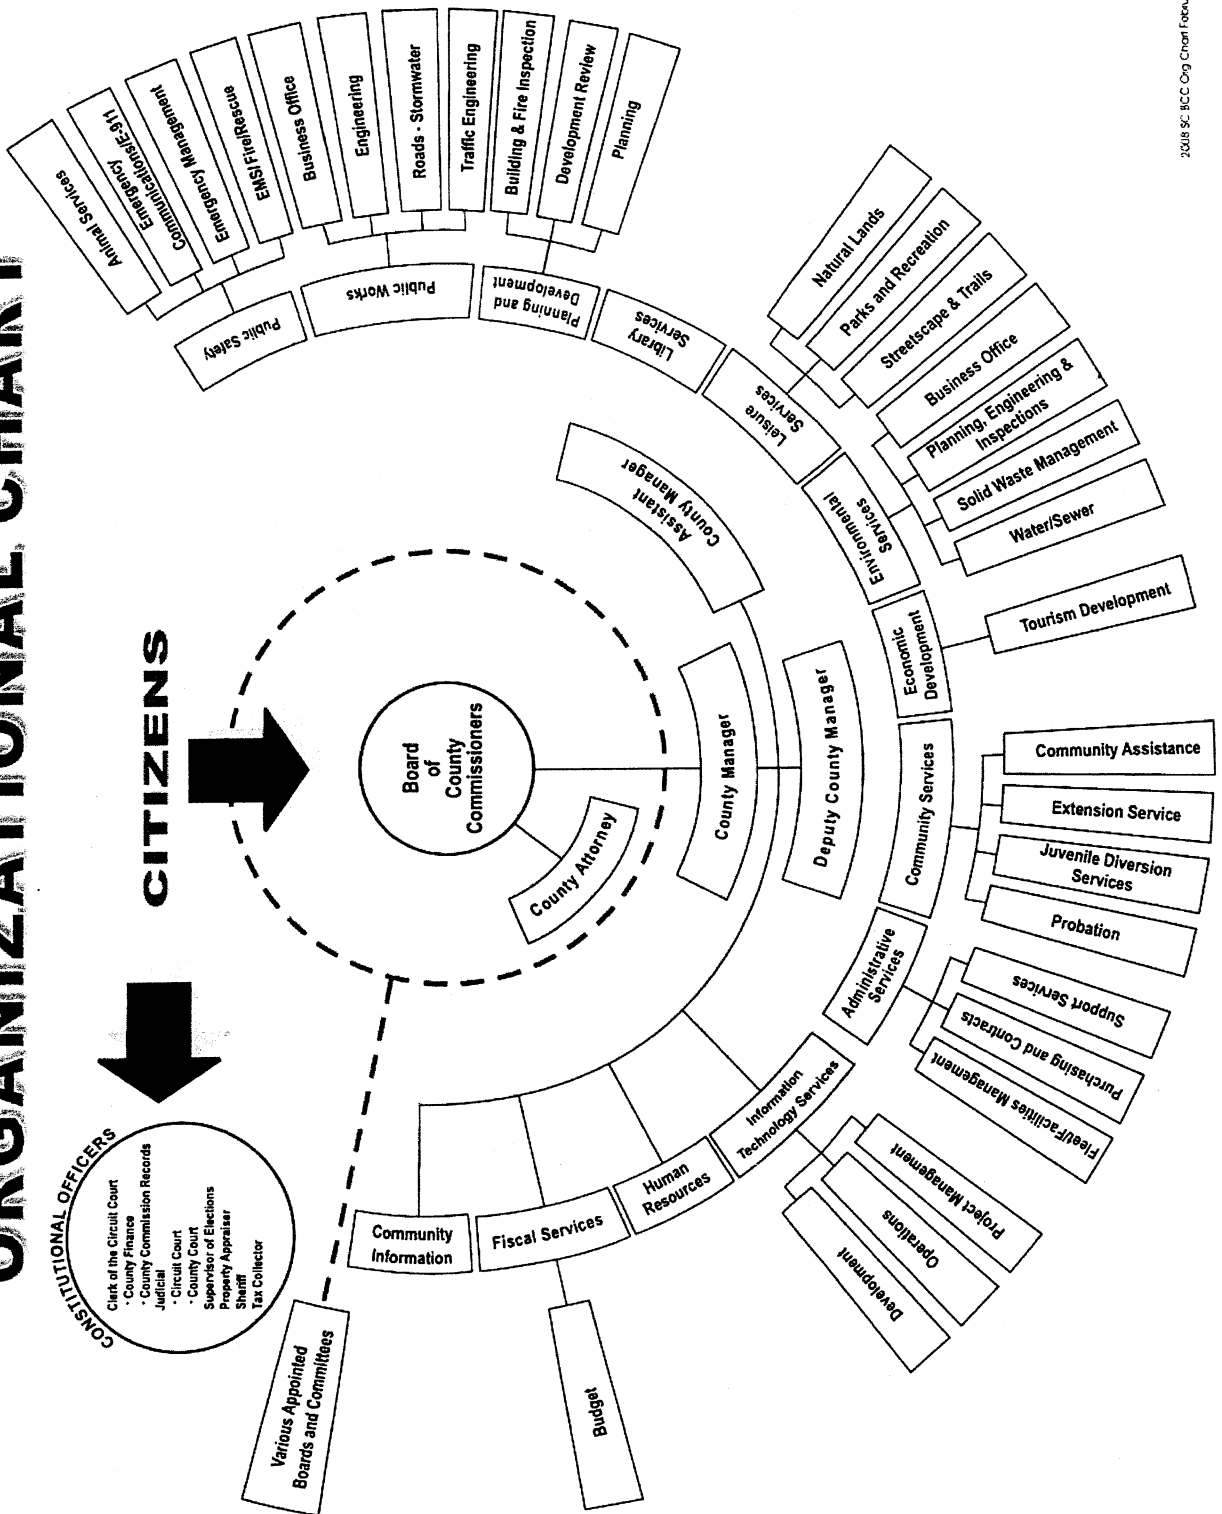 ORGANIZATIONAL CHART
CITIZENS
CONSTITUTIONAL OFFICERS
Clerk of the Circuit Court
· County Finance
· County Commission Records
Judicial
· Circuit Court
· County Court
Supervisor of Elections
Property Appraiser
Sheriff
Tax Collector
Board
of
County
Commissioners
County Attorney
Various Appointed
Boards and Committees
County Manager
Deputy County Manager
Assistant
County Manager
Community
Information
Fiscal Services
Budget
Human
Resources
Information
Technology Services
Development
Operations
Project Management
Administrative
Services
Fleet/Facilities Management
Purchasing and Contracts
Support Services
Community Services
Probation
Juvenile Diversion
Services
Extension Service
Community Assistance
Economic
Development
Tourism Development
Environmental
Services
Water/Sewer
Solid Waste Management
Planning, Engineering &
Inspections
Business Office
Leisure
Services
Streetscape & Trails
Parks and Recreation
Natural Lands
Library
Services
Planning and
Development
Planning
Development Review
Building & Fire Inspection
Public Works
Traffic Engineering
Roads - Stormwater
Engineering
Business Office
Public Safety
EMS/Fire/Rescue
Emergency Management
Emergency
Communications/E-911
Animal Services
2008 SC BCC Org Chart